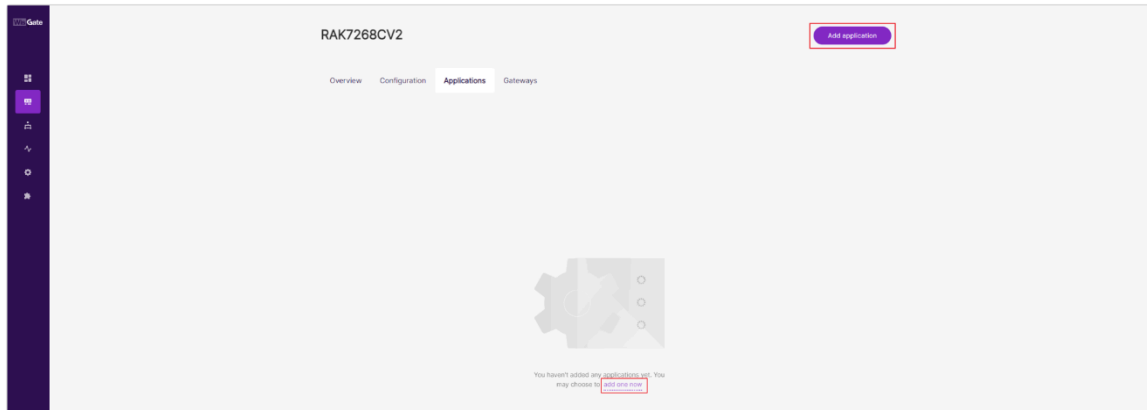 WisGate
RAK7268CV2
Add application
Overview Configuration Applications Gateways
You haven't added any applications yet. You
may choose to add one now